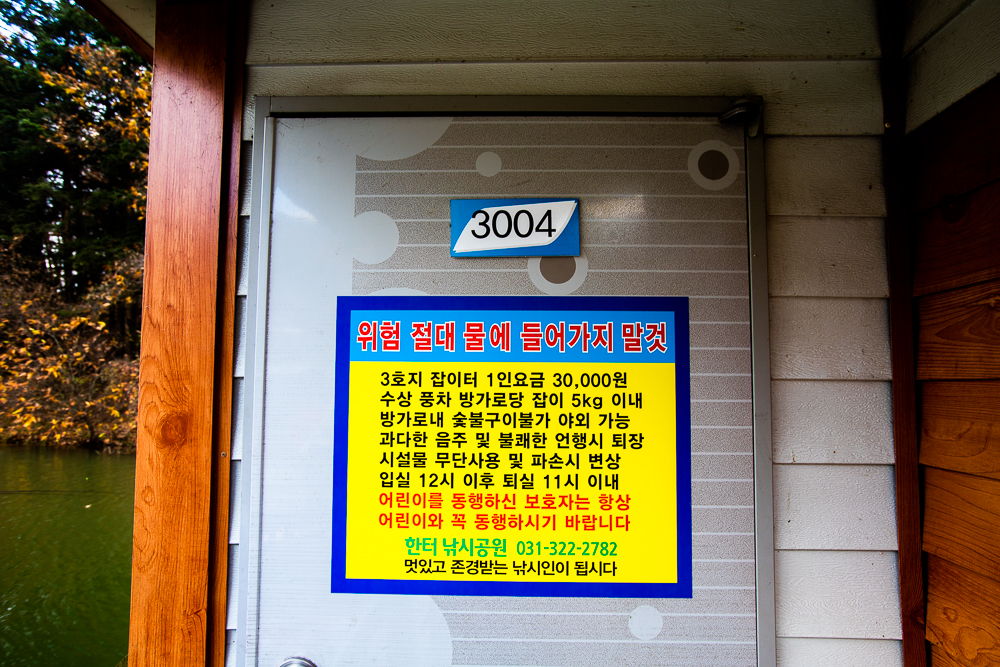 3004
위험 절대 물에 들어가지 말것
3호지 잡이터 1인요금 30,000원
수상 풍차 방가로당 잡이 5kg 이내
방가로내 숯불구이불가 야외 가능
과다한 음주 및 불쾌한 언행시 퇴장
시설물 무단사용 및 파손시 변상
입실 12시 이후 퇴실 11시 이내
어린이를 동행하신 보호자는 항상
어린이와 꼭 동행하시기 바랍니다
한터 낚시공원 031-322-2782
멋있고 존경받는 낚시인이 됩시다